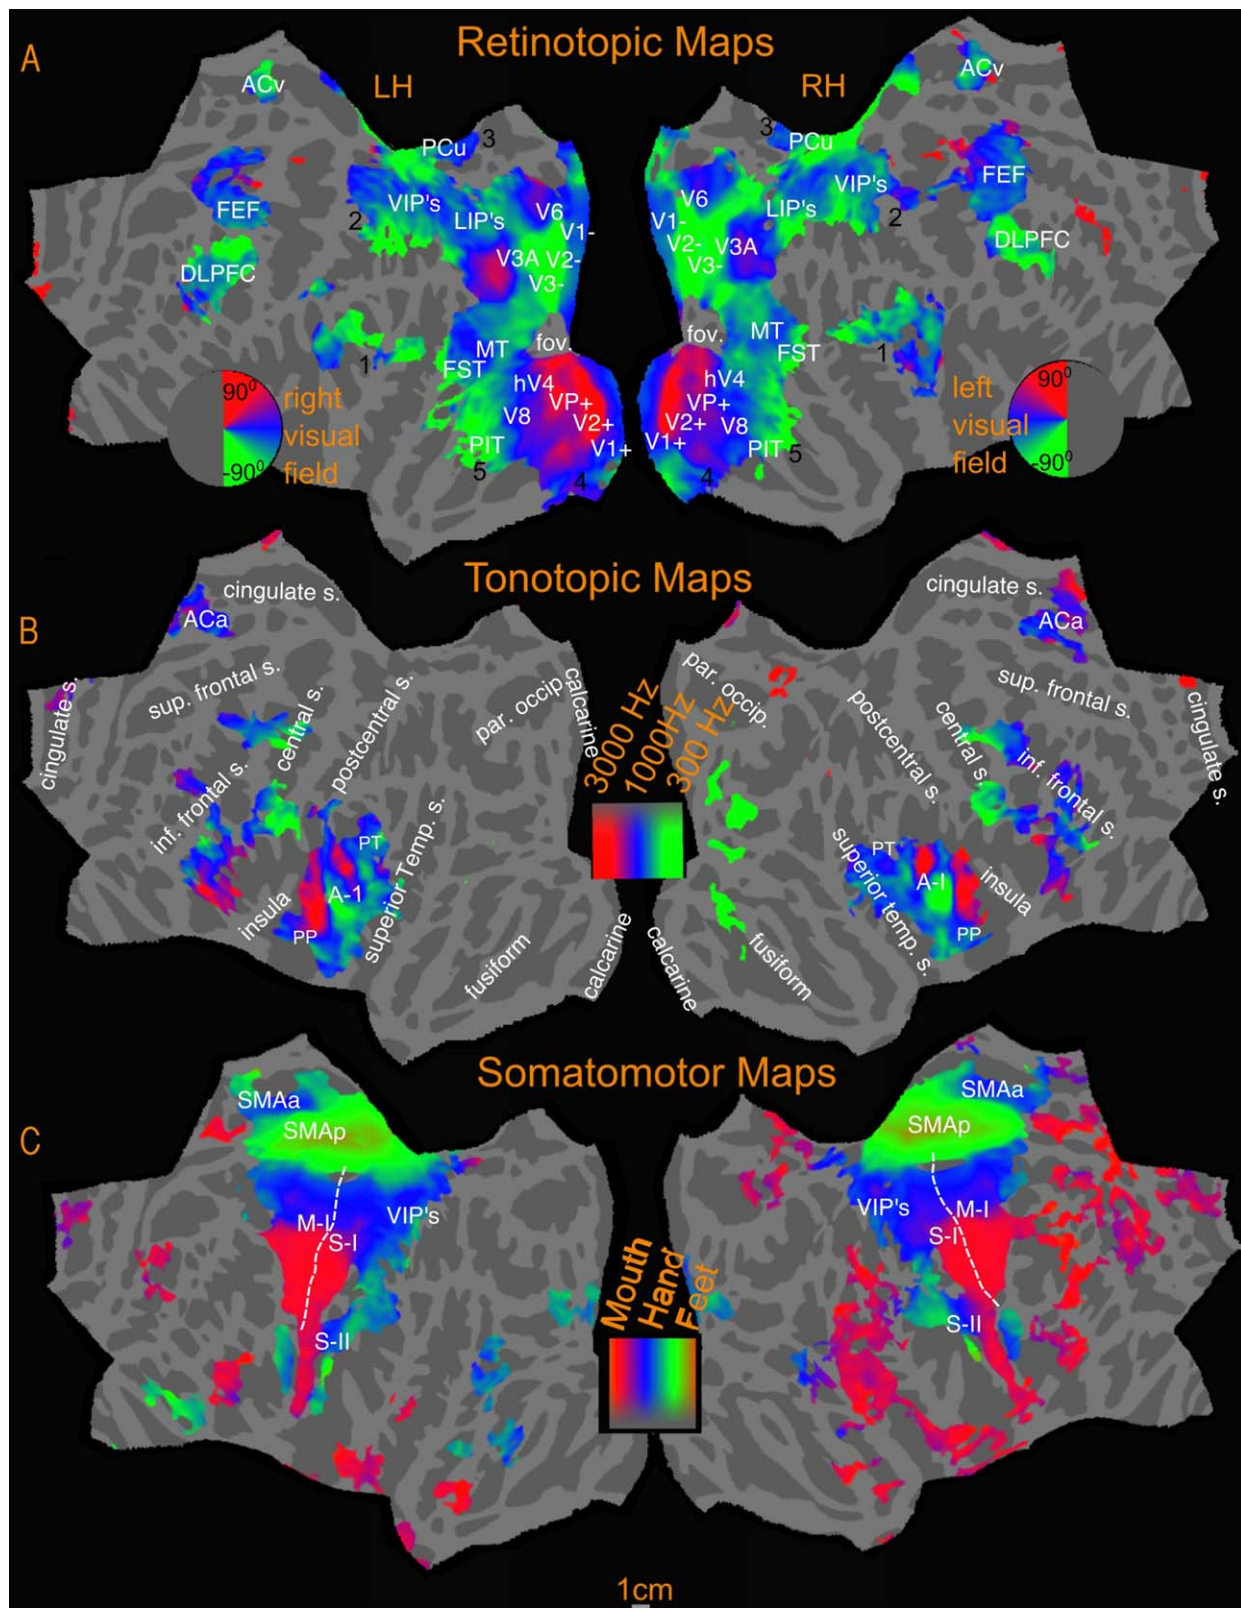 Retinotopic Maps
A
LH
RH
ACv
ACv
3
PCu
3
PCu
FEF
VIP's
2
LIP's
V6
V1-
V3A
V2-
V3-
DLPFC
V6
V1-
V2-
V3-
V3A
LIP's
VIP's
2
FEF
DLPFC
fov.
MT
FST
1
hV4
VP+
V2+
V1+
V8
PIT
5
4
fov.
MT
FST
1
hV4
VP+
V2+
V1+
V8
PIT
5
4
90⁰
-90⁰
right
visual
field
left
visual
field
90⁰
-90⁰
Tonotopic Maps
B
cingulate s.
ACa
cingulate s.
sup. frontal s.
central s.
postcentral s.
par. occip.
calcarine
inf. frontal s.
PT
A-1
PP
insula
superior Temp. s.
fusiform
calcarine
3000 Hz
1000Hz
300 Hz
cingulate s.
ACa
par. occip.
sup. frontal s.
cingulate s.
postcentral s.
central s.
inf. frontal s.
PT
A-I
PP
insula
superior temp. s.
fusiform
calcarine
Somatomotor Maps
C
SMAa
SMAp
VIP's
M-I
S-I
S-II
SMAa
SMAp
VIP's
M-I
S-I
S-II
Mouth
Hand
Feet
1cm